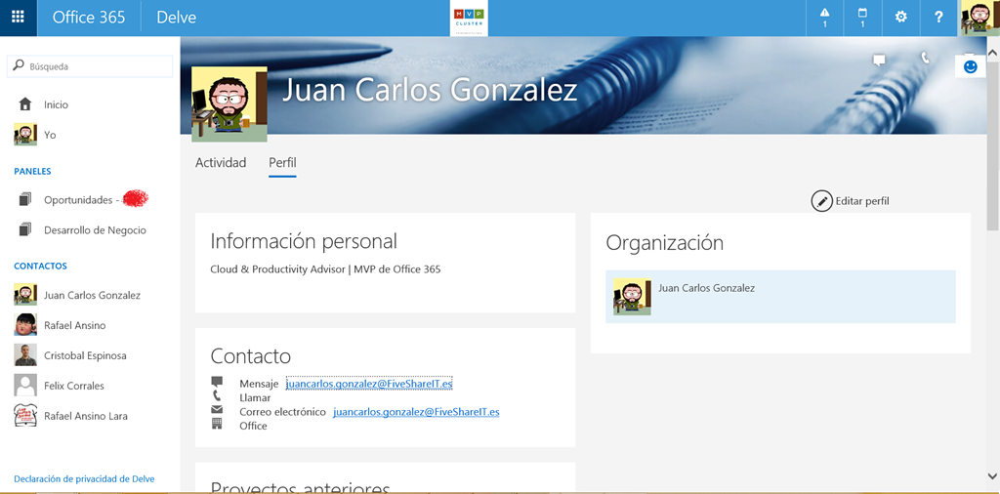 Office 365
Delve
MVP
CLUSTER
1
1
?
Búsqueda
Inicio
Yo
PANELES
Oportunidades -
Desarrollo de Negocio
CONTACTOS
Juan Carlos Gonzalez
Rafael Ansino
Cristobal Espinosa
Felix Corrales
Rafael Ansino Lara
Declaración de privacidad de Delve
Juan Carlos Gonzalez
Actividad
Perfil
Editar perfil
Información personal
Cloud & Productivity Advisor | MVP de Office 365
Contacto
Mensaje juancarlos.gonzalez@FiveShareIT.es
Llamar
Correo electrónico juancarlos.gonzalez@FiveShareIT.es
Office
Proyectos anteriores
Organización
Juan Carlos Gonzalez